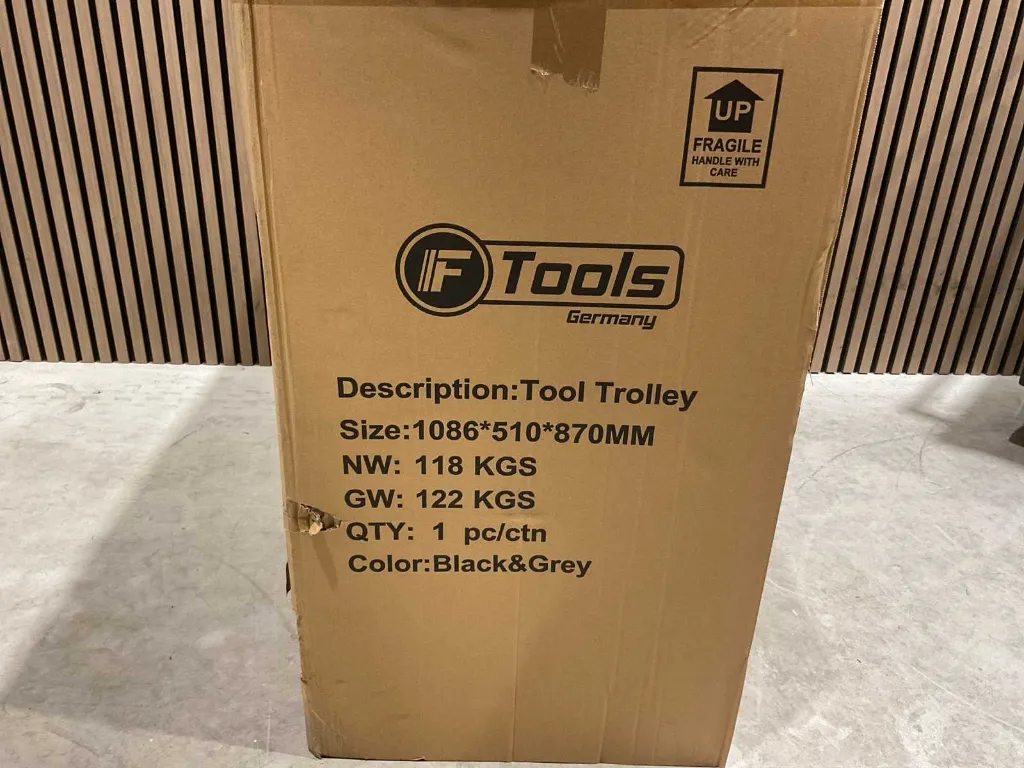 UP
FRAGILE
HANDLE WITH
CARE
F Tools
Germany
Description:Tool Trolley
Size:1086*510*870MM
NW: 118 KGS
GW: 122 KGS
QTY: 1 pc/ctn
Color:Black&Grey